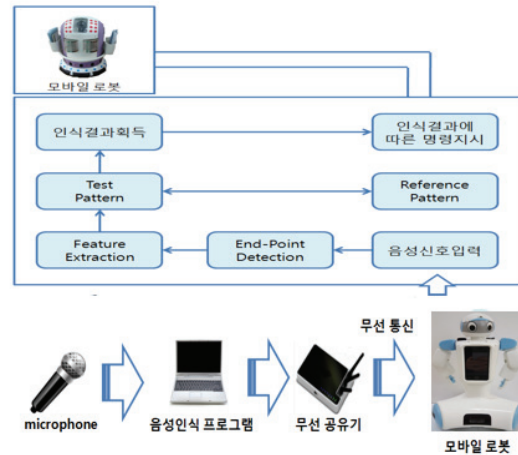 모바일 로봇
인식결과획득
인식결과에
따른 명령지시
Test
Pattern
Reference
Pattern
Feature
Extraction
End-Point
Detection
음성신호입력
무선 통신
microphone
음성인식 프로그램
무선 공유기
모바일 로봇